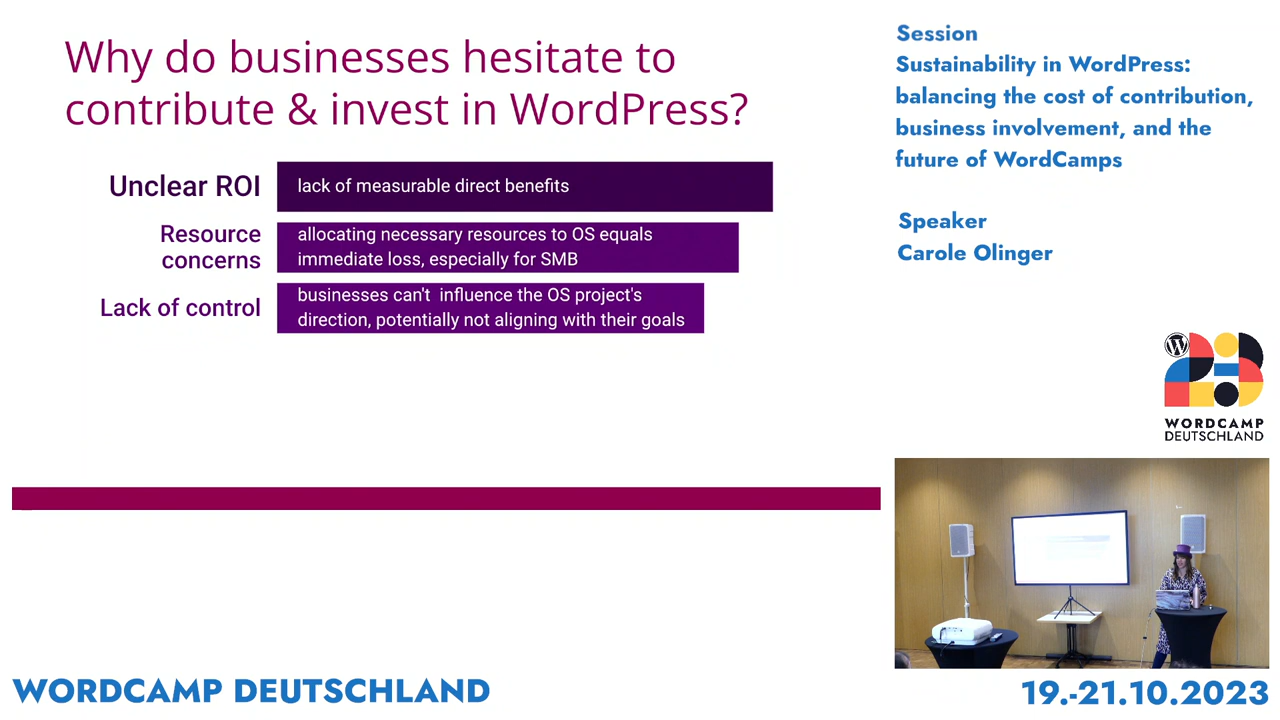 Why do businesses hesitate to
contribute & invest in WordPress?
Unclear ROI
lack of measurable direct benefits
Resource
concerns
allocating necessary resources to OS equals
immediate loss, especially for SMB
Lack of control
businesses can't influence the OS project's
direction, potentially not aligning with their goals
Session
Sustainability in WordPress:
balancing the cost of contribution,
business involvement, and the
future of WordCamps
Speaker
Carole Olinger
WORDCAMP
DEUTSCHLAND
WORDCAMP DEUTSCHLAND
19.-21.10.2023